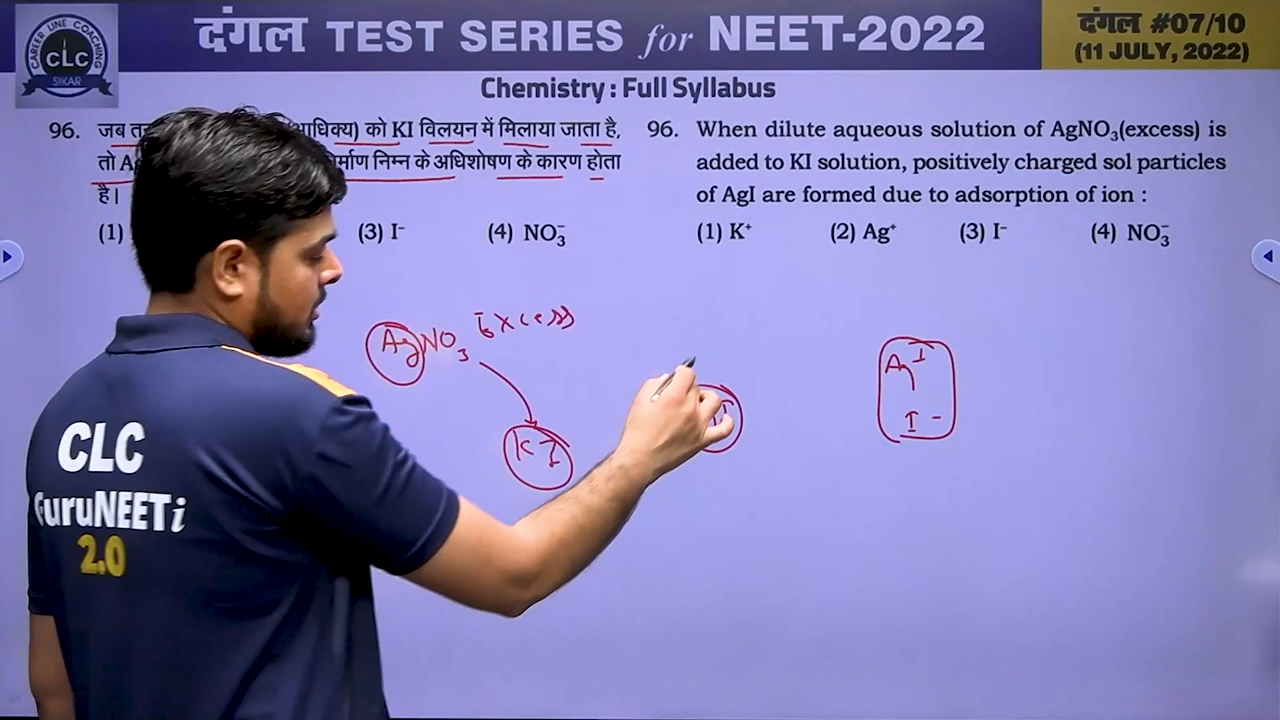 CAREER LINE COACHING
CLC
SIKAR
दंगल TEST SERIES for NEET-2022
दंगल #07/10
(11 JULY, 2022)
Chemistry : Full Syllabus
96. जब को KI विलयन में मिलाया जाता है,
तो निम्न के अधिशोषण के कारण होता
है।
(1) (3) I⁻ (4) NO₃⁻
96. When dilute aqueous solution of AgNO₃(excess) is
added to KI solution, positively charged sol particles
of AgI are formed due to adsorption of ion :
(1) K⁺ (2) Ag⁺ (3) I⁻ (4) NO₃⁻
AgNO₃ Excess
KI
Ag I
I -
CLC
GuruNEETi
2.0